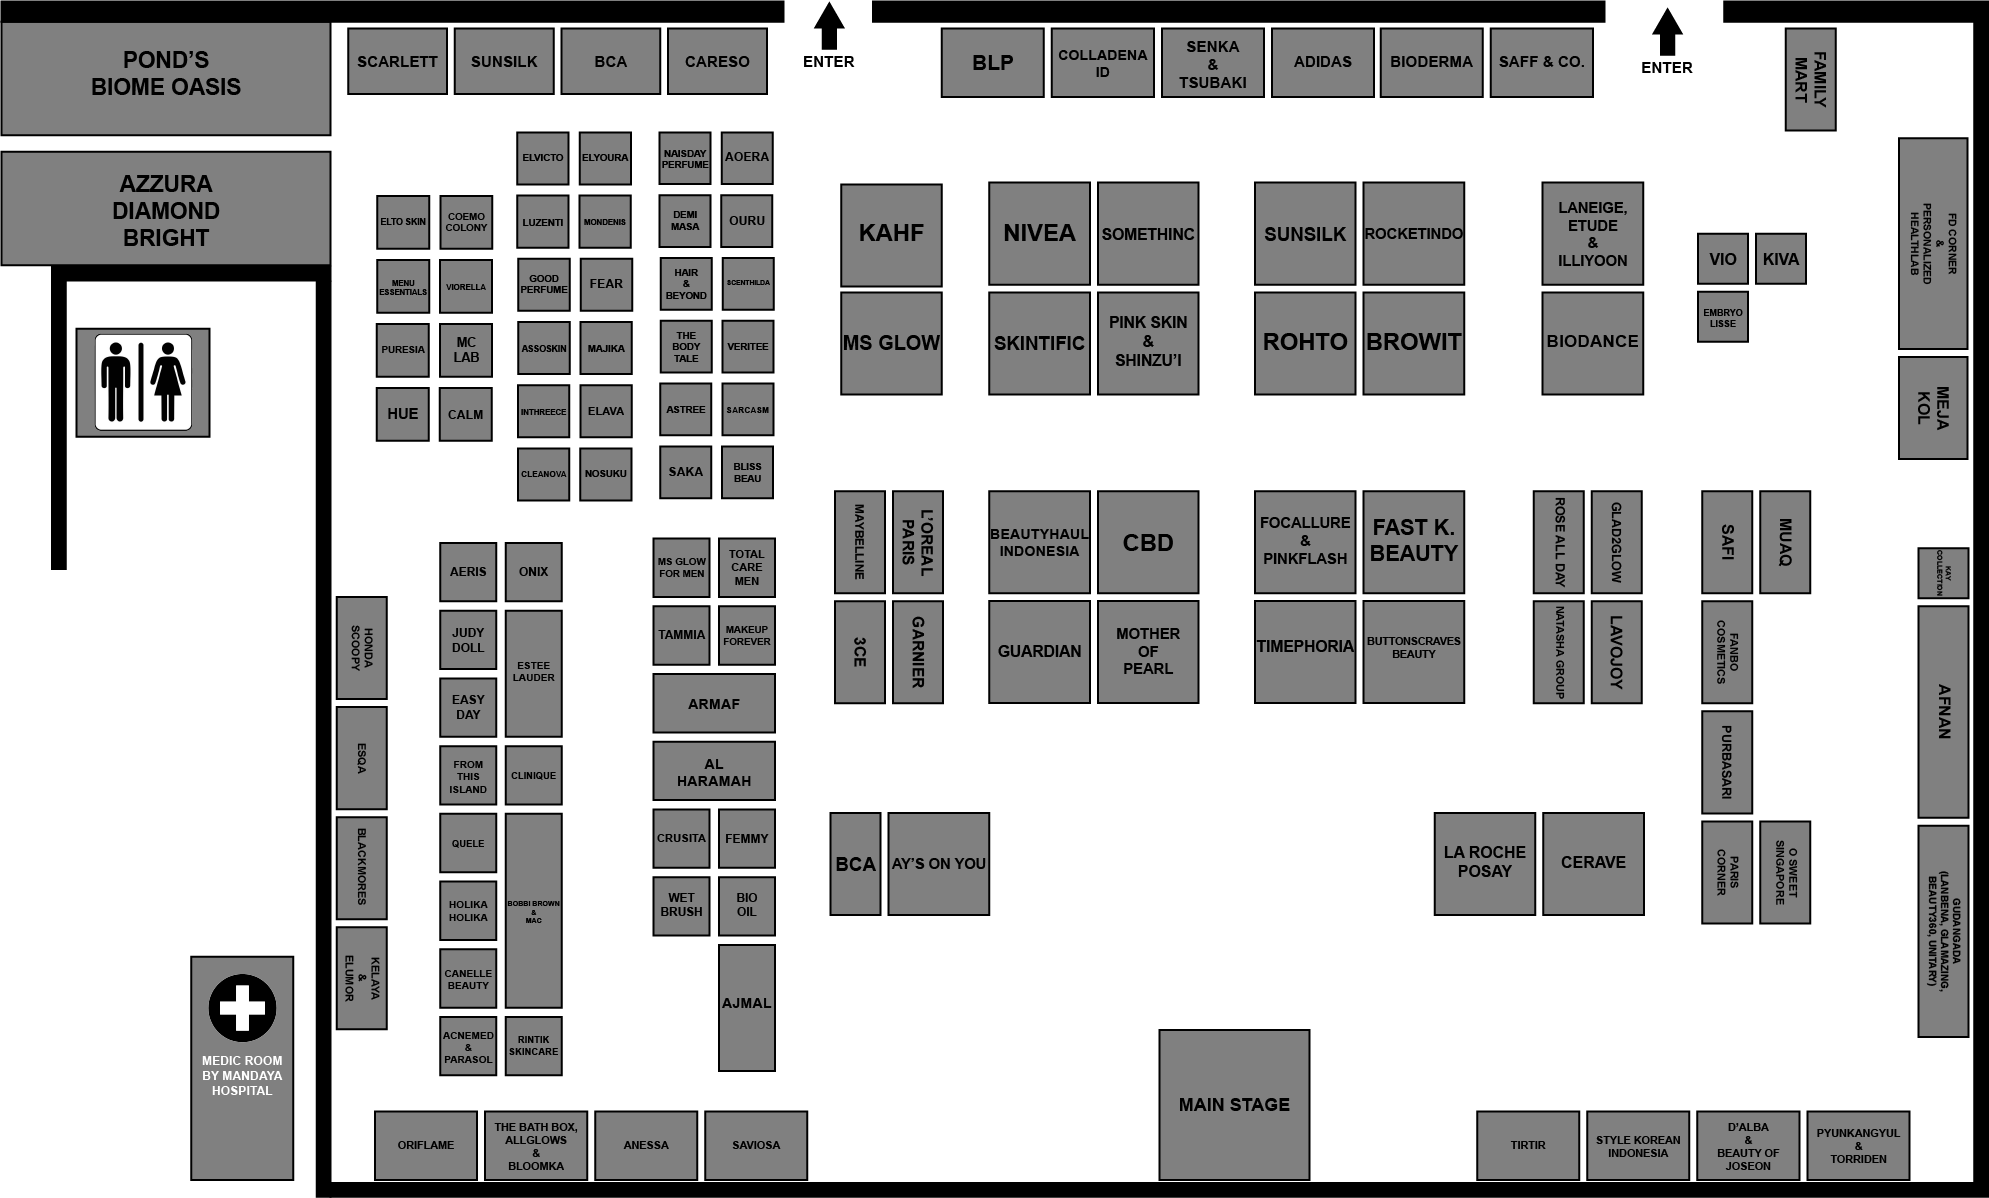 POND’S
BIOME OASIS
AZZURA
DIAMOND
BRIGHT
SCARLETT
SUNSILK
BCA
CARESO
ENTER
BLP
COLLADENA
ID
SENKA
&
TSUBAKI
ADIDAS
BIODERMA
SAFF & CO.
ENTER
FAMILY
MART
ELTO SKIN
COEMO
COLONY
MENU
ESSENTIALS
VIORELLA
PURESIA
MC
LAB
HUE
CALM
ELVICTO
ELYOURA
LUZENTI
MONDENIS
GOOD
PERFUME
FEAR
ASSOSKIN
MAJIKA
INTHREECE
ELAVA
CLEANOVA
NOSUKU
NAISDAY
PERFUME
AOERA
DEMI
MASA
OURU
HAIR
&
BEYOND
SCENTHILDA
THE
BODY
TALE
VERITEE
ASTREE
SARCASM
SAKA
BLISS
BEAU
KAHF
MS GLOW
NIVEA
SOMETHINC
SKINTIFIC
PINK SKIN
&
SHINZU’I
SUNSILK
ROCKETINDO
ROHTO
BROWIT
LANEIGE,
ETUDE
&
ILLIYOON
BIODANCE
VIO
KIVA
EMBRYO
LISSE
FD CORNER
&
PERSONALIZED
HEALTHLAB
MEJA
KOL
HONDA
SCOOPY
ESQA
BLACKMORES
KELAYA
&
ELUMOR
AERIS
ONIX
JUDY
DOLL
ESTEE
LAUDER
EASY
DAY
FROM
THIS
ISLAND
CLINIQUE
QUELE
BOBBI BROWN
&
MAC
HOLIKA
HOLIKA
CANELLE
BEAUTY
ACNEMED
&
PARASOL
RINTIK
SKINCARE
MS GLOW
FOR MEN
TOTAL
CARE
MEN
TAMMIA
MAKEUP
FOREVER
ARMAF
AL
HARAMAH
CRUSITA
FEMMY
WET
BRUSH
BIO
OIL
AJMAL
MAYBELLINE
L’OREAL
PARIS
3CE
GARNIER
BEAUTYHAUL
INDONESIA
CBD
GUARDIAN
MOTHER
OF
PEARL
FOCALLURE
&
PINKFLASH
FAST K.
BEAUTY
TIMEPHORIA
BUTTONSCRAVES
BEAUTY
ROSE ALL DAY
GLAD2GLOW
NATASHA GROUP
LAVOJOY
SAFI
MUAQ
FANBO
COSMETICS
PURBASARI
PARIS
CORNER
O SWEET
SINGAPORE
KAY
COLLECTION
AFNAN
GUDANGADA
(LANBENA, GLAMAZING,
BEAUTY360, UNITARY)
BCA
AY’S ON YOU
LA ROCHE
POSAY
CERAVE
MEDIC ROOM
BY MANDAYA
HOSPITAL
ORIFLAME
THE BATH BOX,
ALLGLOWS
&
BLOOMKA
ANESSA
SAVIOSA
MAIN STAGE
TIRTIR
STYLE KOREAN
INDONESIA
D’ALBA
&
BEAUTY OF
JOSEON
PYUNKANGYUL
&
TORRIDEN